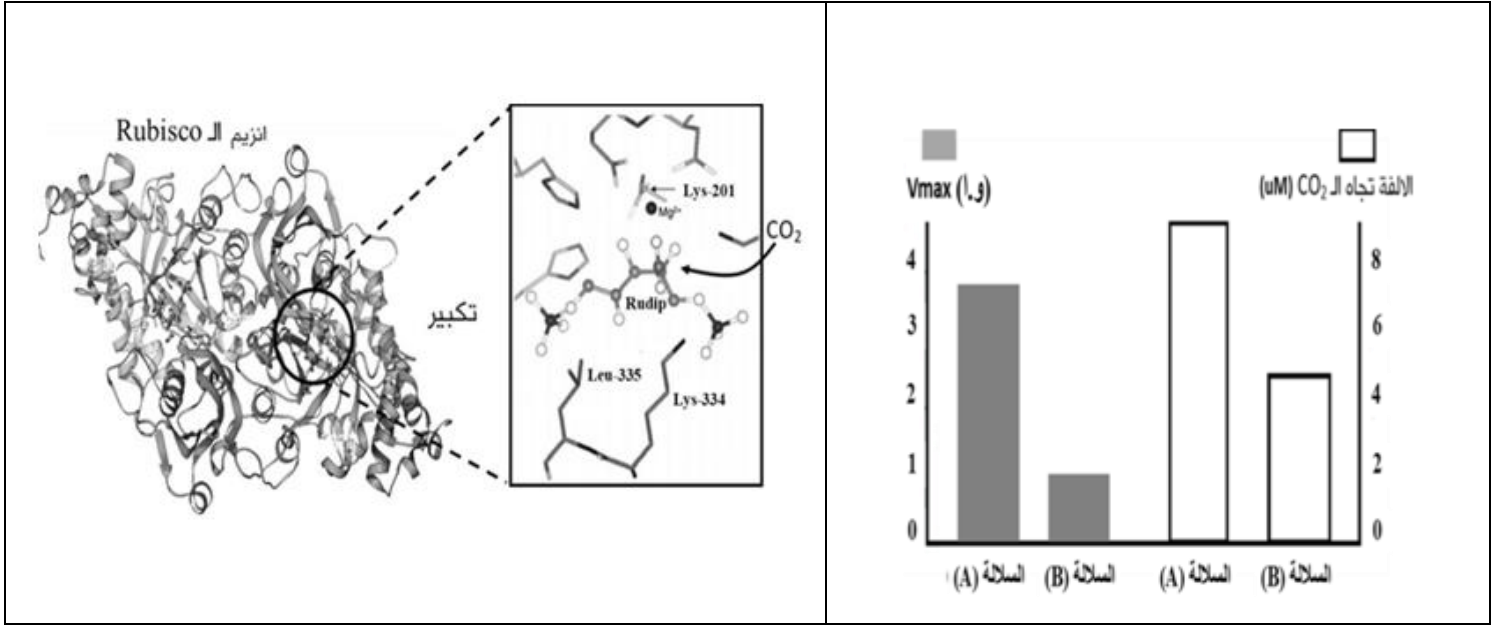 انزيم الـ Rubisco
Lys-201
Mg²⁺
CO₂
Rudip
تكبير
Leu-335
Lys-334
Vmax (و.ا)
الالفة تجاه الـ CO₂ (uM)
4
3
2
1
0
8
6
4
2
0
السلالة (A)
السلالة (B)
السلالة (A)
السلالة (B)